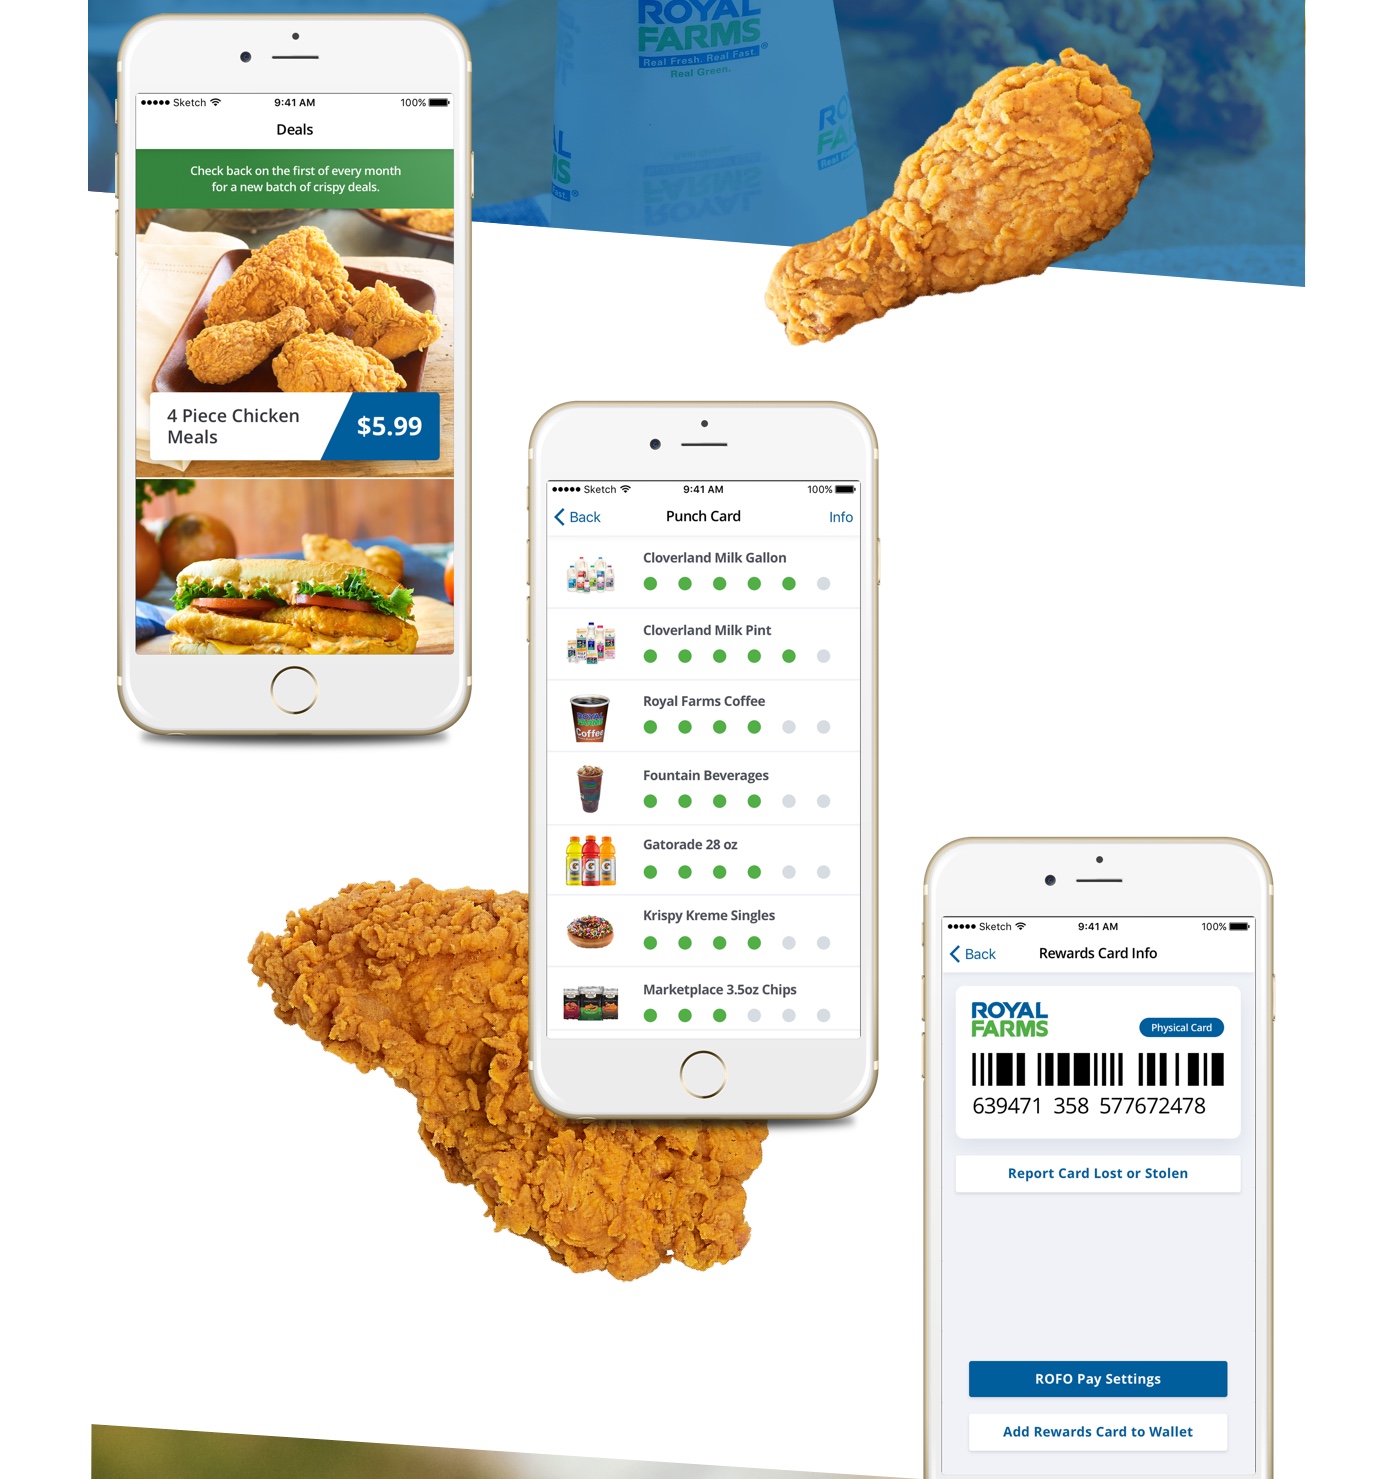 ROYAL
FARMS®
Real Fresh. Real Fast.
Real Green.
Sketch 9:41 AM 100%
Deals
Check back on the first of every month
for a new batch of crispy deals.
4 Piece Chicken
Meals
$5.99
Sketch 9:41 AM 100%
Back Punch Card Info
Cloverland Milk Gallon
Cloverland Milk Pint
Royal Farms Coffee
ROYAL
FARMS
Coffee
Fountain Beverages
Gatorade 28 oz
Krispy Kreme Singles
Marketplace 3.5oz Chips
Sketch 9:41 AM 100%
Back Rewards Card Info
ROYAL
FARMS
Physical Card
639471 358 577672478
Report Card Lost or Stolen
ROFO Pay Settings
Add Rewards Card to Wallet